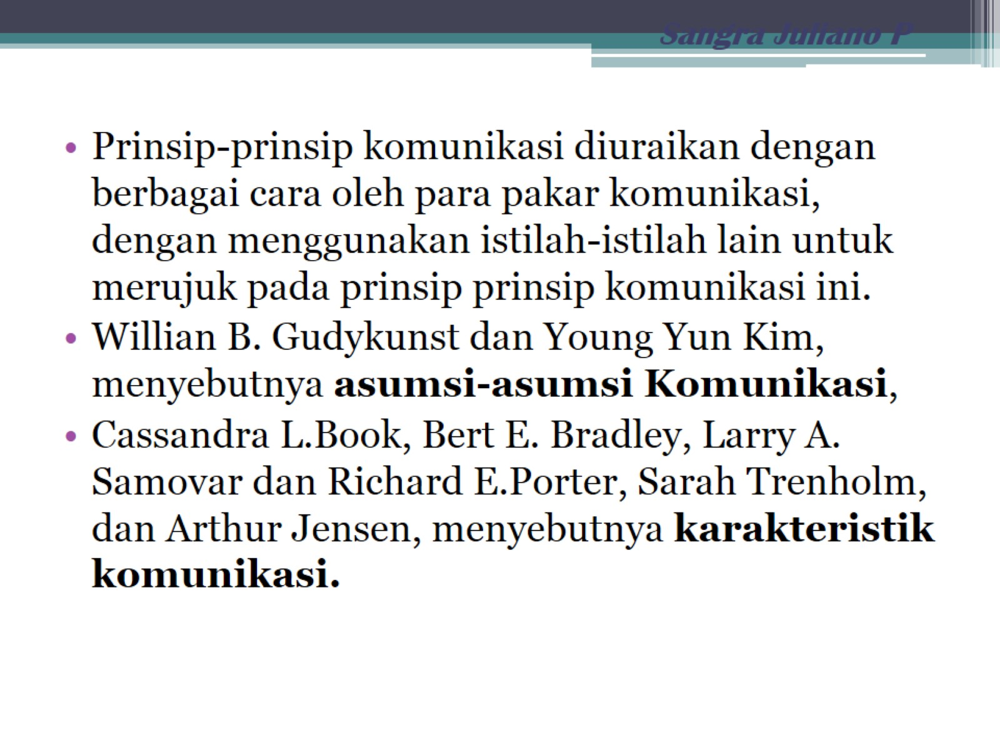 Sangra Juliano P
• Prinsip-prinsip komunikasi diuraikan dengan
berbagai cara oleh para pakar komunikasi,
dengan menggunakan istilah-istilah lain untuk
merujuk pada prinsip prinsip komunikasi ini.
• Willian B. Gudykunst dan Young Yun Kim,
menyebutnya asumsi-asumsi Komunikasi,
• Cassandra L.Book, Bert E. Bradley, Larry A.
Samovar dan Richard E.Porter, Sarah Trenholm,
dan Arthur Jensen, menyebutnya karakteristik
komunikasi.